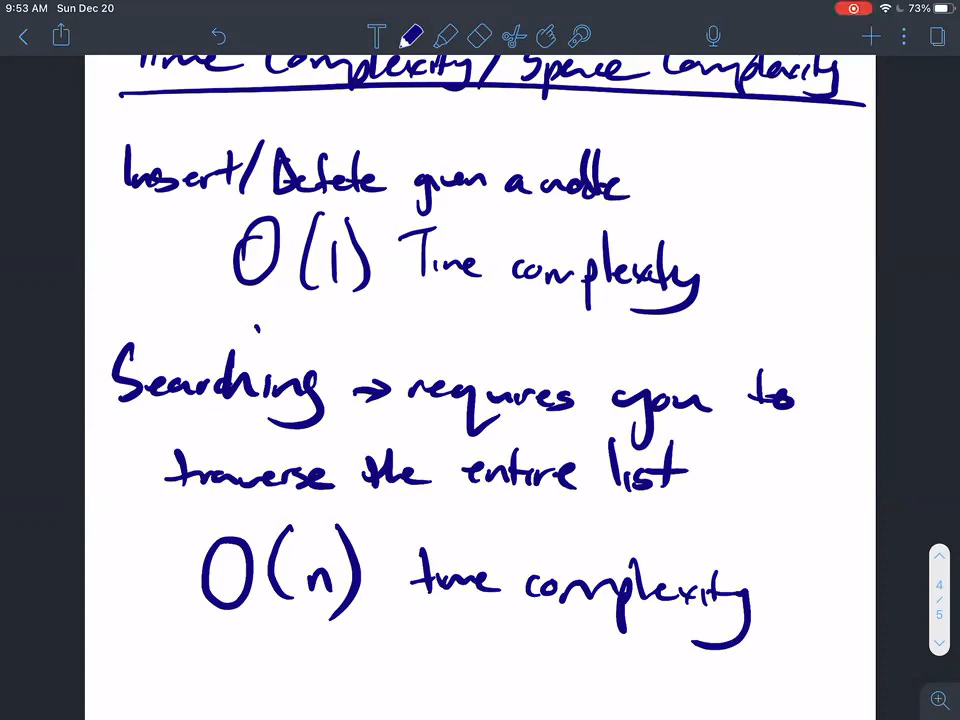 9:53 AM Sun Dec 20
73%
Time Complexity/Space Complexity
Insert/Delete given a node
O(1) Time complexity
Searching → requires you to
traverse the entire list
O(n) time complexity
4
/
5